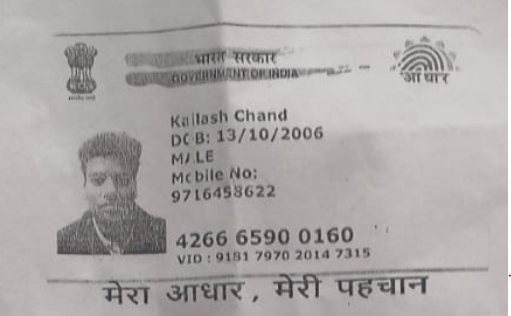 भारत सरकार
GOVERNMENT OF INDIA
आधार
Kailash Chand
DOB: 13/10/2006
MALE
Mobile No:
9716458622
4266 6590 0160
VID : 9181 7970 2014 7315
मेरा आधार, मेरी पहचान